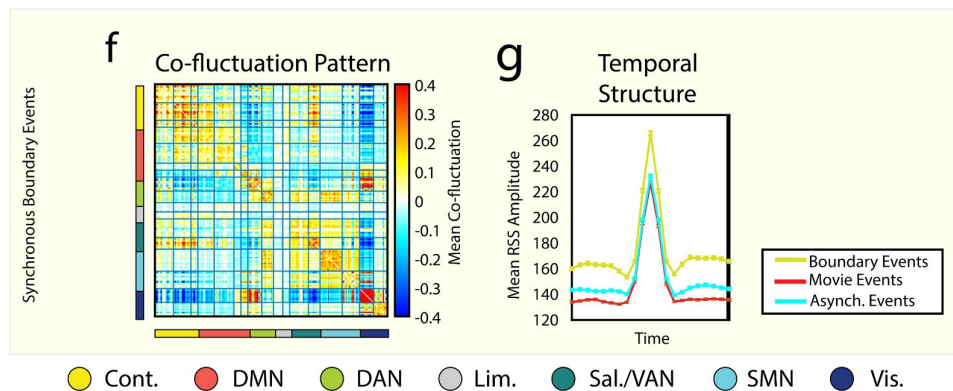 f
Co-fluctuation Pattern
Synchronous Boundary Events
0.4
0.3
0.2
0.1
0
-0.1
-0.2
-0.3
-0.4
Mean Co-fluctuation
g
Temporal
Structure
Mean RSS Amplitude
280
260
240
220
200
180
160
140
120
Time
Boundary Events
Movie Events
Asynch. Events
Cont.
DMN
DAN
Lim.
Sal./VAN
SMN
Vis.